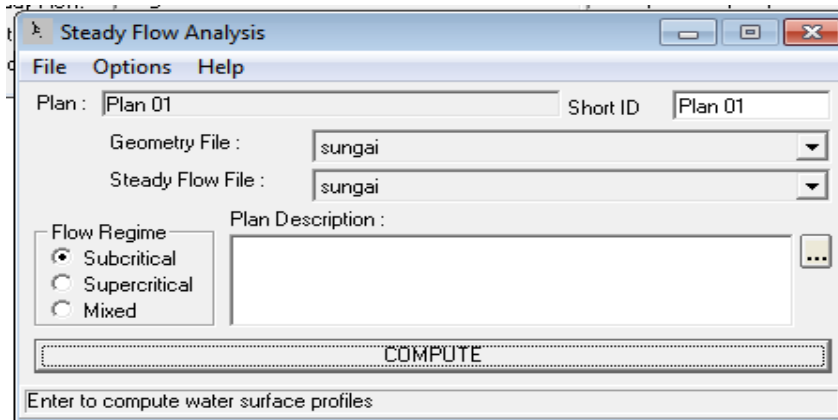 Steady Flow Analysis
File Options Help
Plan : Plan 01 Short ID Plan 01
Geometry File : sungai
Steady Flow File : sungai
Plan Description :
Flow Regime
Subcritical
...
Supercritical
Mixed
COMPUTE
Enter to compute water surface profiles